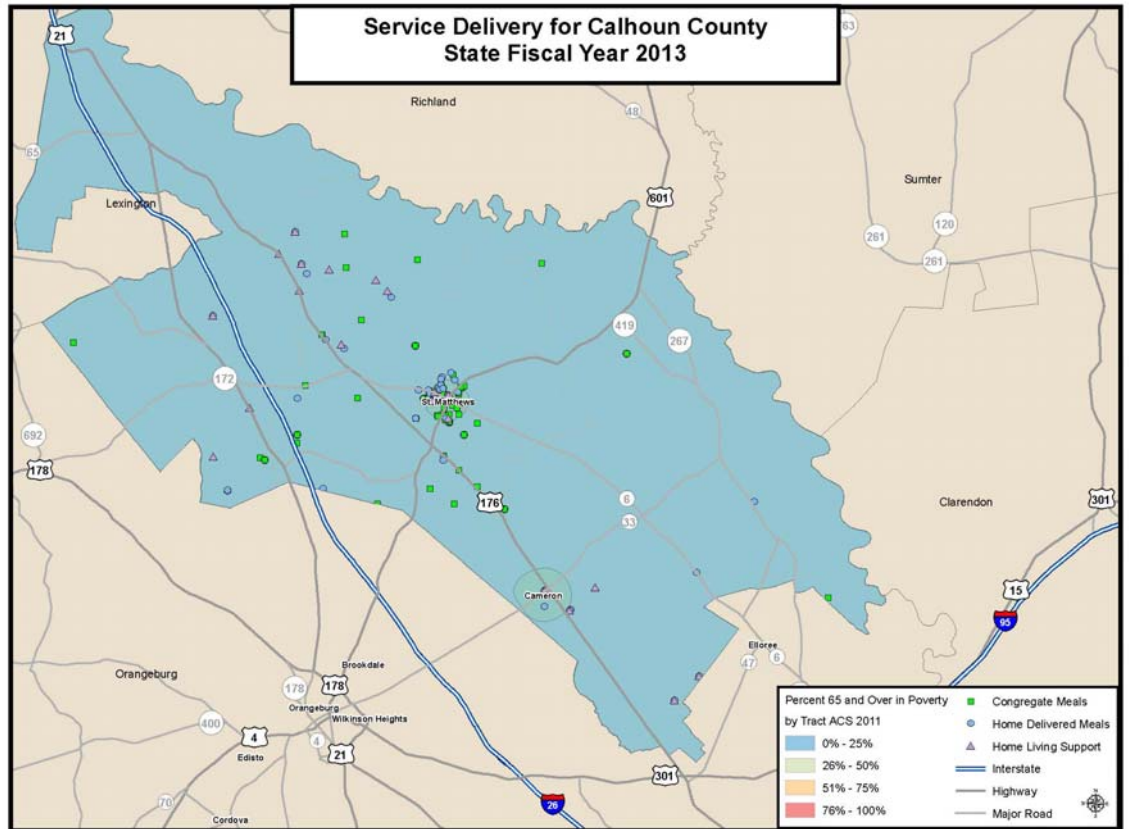 Service Delivery for Calhoun County
State Fiscal Year 2013
21
Richland
48
763
65
Lexington
601
Sumter
120
261
261
419
267
172
St. Matthews
692
178
176
6
33
Clarendon
301
15
95
Cameron
Elloree
47
6
Brookdale
Orangeburg
178
178
Orangeburg
Wilkinson Heights
400
4
4
Edisto
21
301
70
26
Cordova
Percent 65 and Over in Poverty
by Tract ACS 2011
0% - 25%
26% - 50%
51% - 75%
76% - 100%
Congregate Meals
Home Delivered Meals
Home Living Support
Interstate
Highway
Major Road